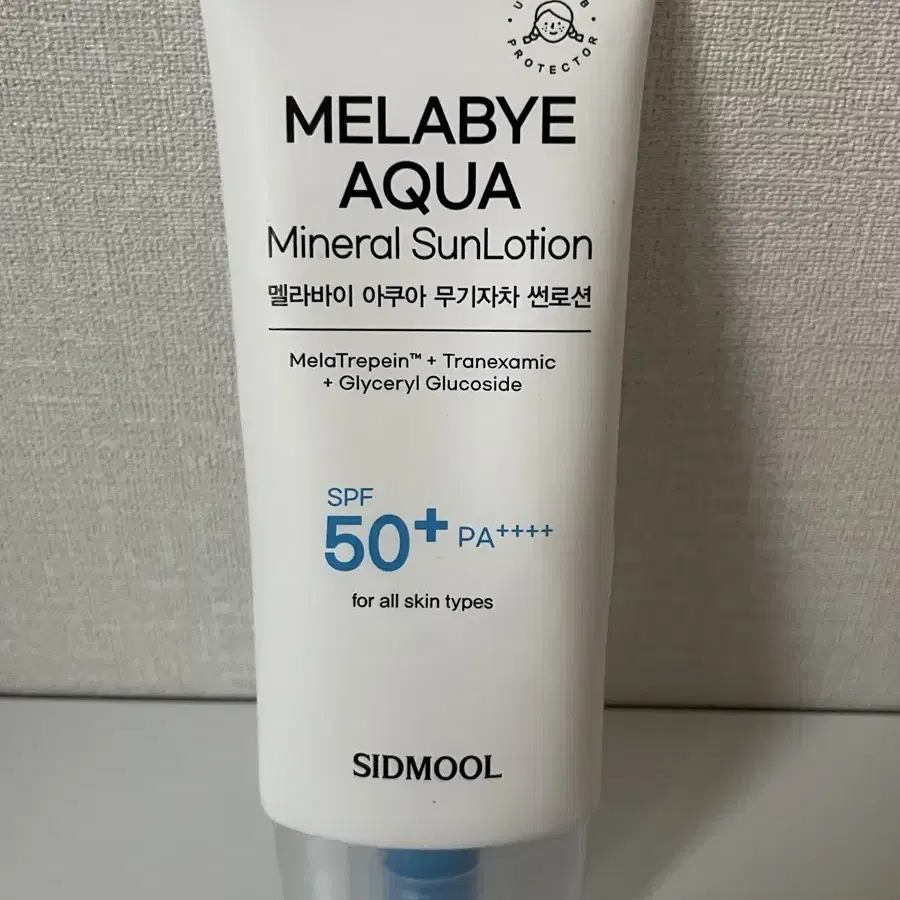 PROTECTOR
MELABYE
AQUA
Mineral SunLotion
멜라바이 아쿠아 무기자차 썬로션
MelaTrepein™ + Tranexamic
+ Glyceryl Glucoside
SPF
50+ PA++++
for all skin types
SIDMOOL